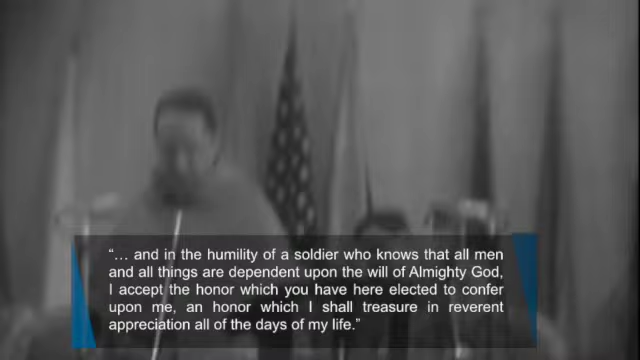 “… and in the humility of a soldier who knows that all men
and all things are dependent upon the will of Almighty God,
I accept the honor which you have here elected to confer
upon me, an honor which I shall treasure in reverent
appreciation all of the days of my life.”